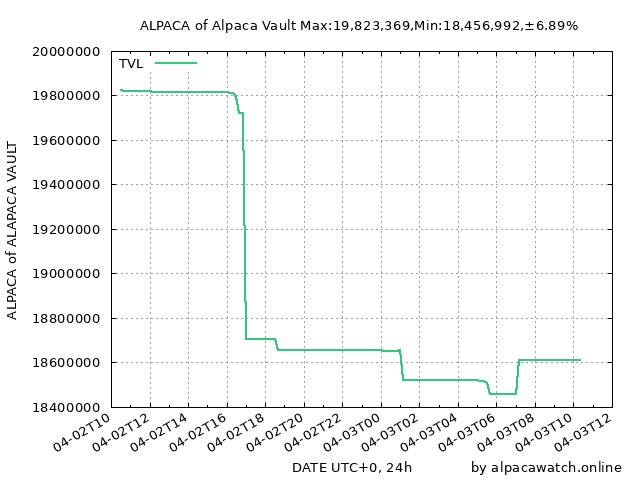 ALPACA of Alpaca Vault Max:19,823,369,Min:18,456,992,±6.89%
TVL
20000000
19800000
19600000
19400000
19200000
19000000
18800000
18600000
18400000
ALPACA of ALAPACA VAULT
04-02T10
04-02T12
04-02T14
04-02T16
04-02T18
04-02T20
04-02T22
04-03T00
04-03T02
04-03T04
04-03T06
04-03T08
04-03T10
04-03T12
DATE UTC+0, 24h
by alpacawatch.online